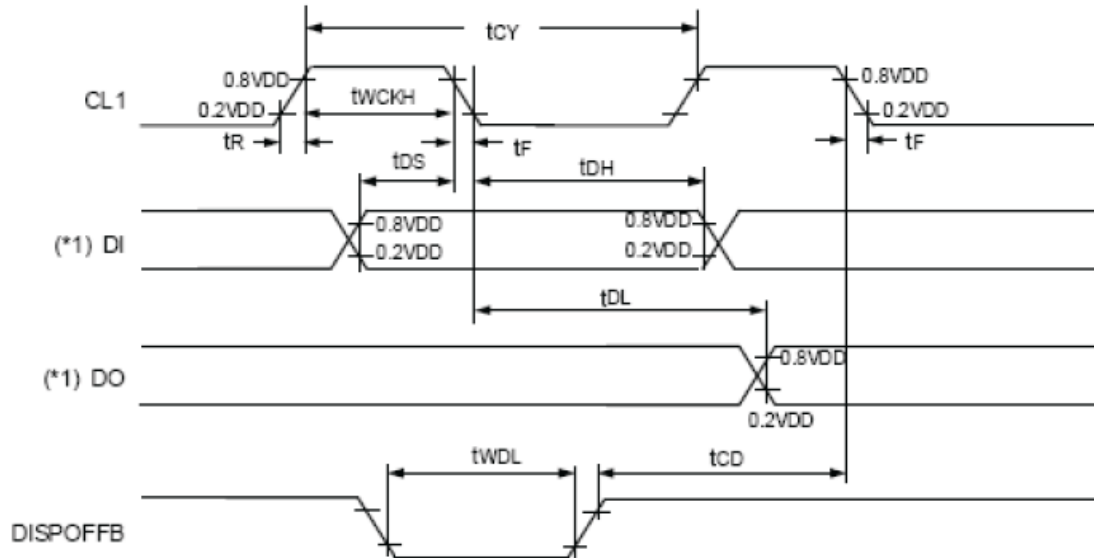 tCY
0.8VDD
0.8VDD
CL1
tWCKH
0.2VDD
0.2VDD
tR
tF
tF
tDS
tDH
0.8VDD
0.8VDD
(*1) DI
0.2VDD
0.2VDD
tDL
0.8VDD
(*1) DO
0.2VDD
tWDL
tCD
DISPOFFB